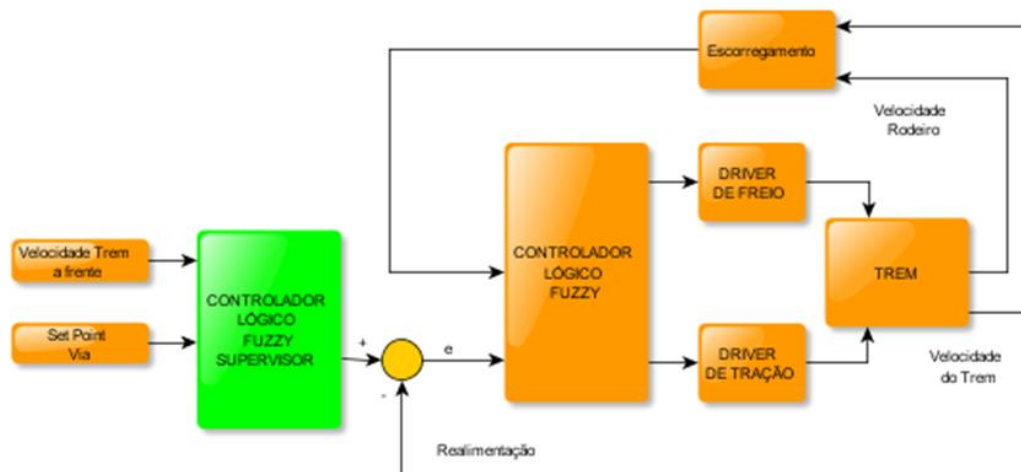 Escorregamento
Velocidade
Rodeiro
DRIVER
DE FREIO
Velocidade Trem
a frente
CONTROLADOR
LÓGICO
FUZZY
SUPERVISOR
CONTROLADOR
LÓGICO
FUZZY
TREM
Set Point
Via
+
e
-
DRIVER
DE TRAÇÃO
Velocidade
do Trem
Realimentação